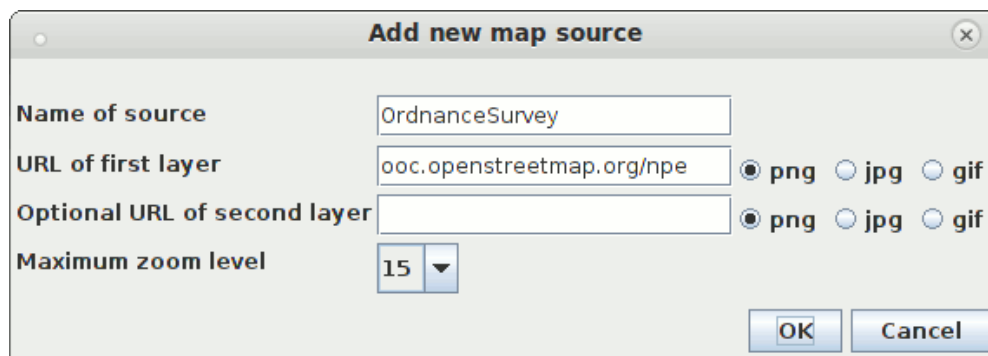 Add new map source
Name of source OrdnanceSurvey
URL of first layer ooc.openstreetmap.org/npe png jpg gif
Optional URL of second layer png jpg gif
Maximum zoom level 15
OK Cancel